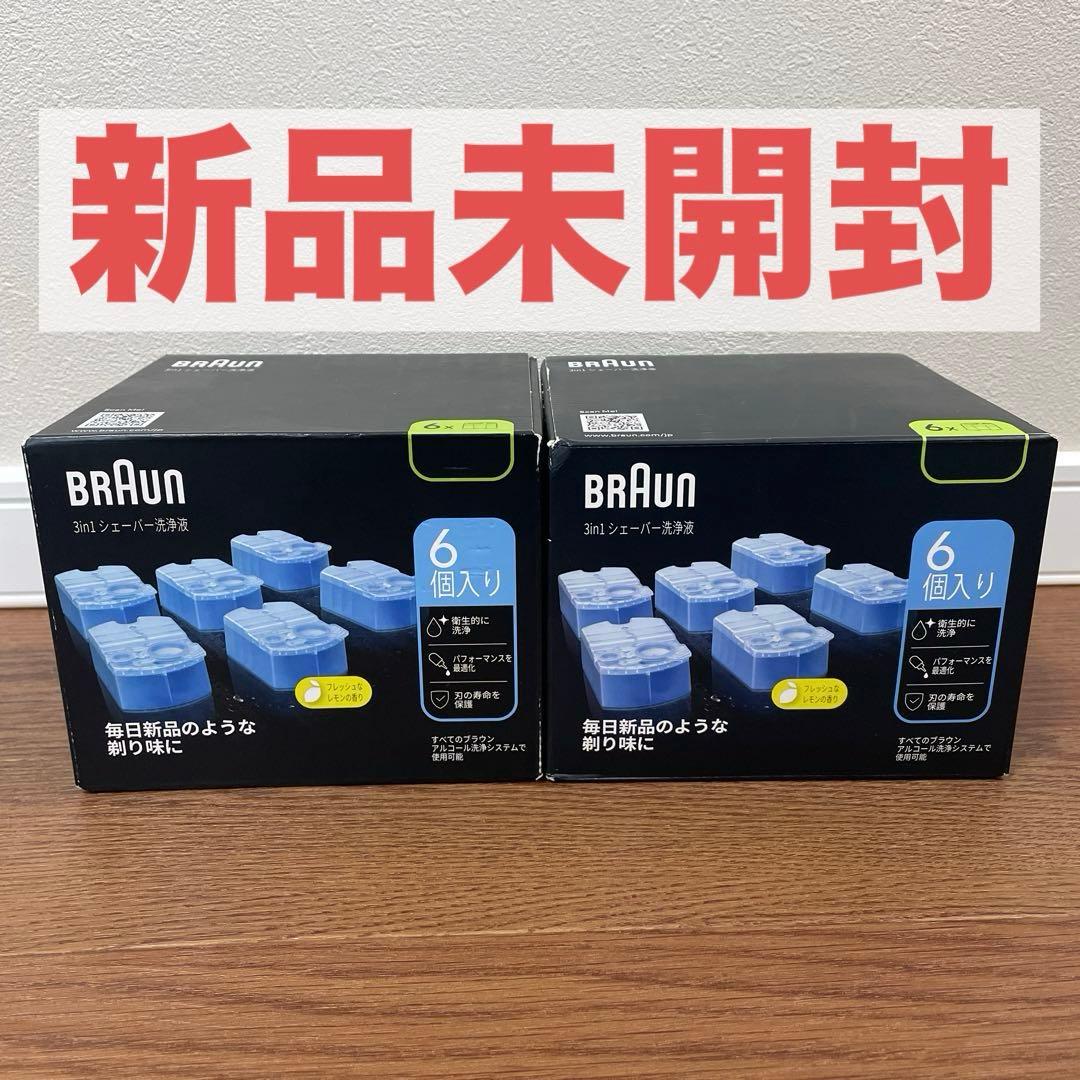 新品未開封
BRAUN
3in1 シェーバー洗浄液
Scan Me!
www.braun.com/jp
6x
BRAUN
3in1 シェーバー洗浄液
6
個入り
衛生的に
洗浄
パフォーマンスを
最適化
刃の寿命を
保護
フレッシュな
レモンの香り
毎日新品のような
剃り味に
すべてのブラウン
アルコール洗浄システムで
使用可能
BRAUN
3in1 シェーバー洗浄液
Scan Me!
www.braun.com/jp
6x
BRAUN
3in1 シェーバー洗浄液
6
個入り
衛生的に
洗浄
パフォーマンスを
最適化
刃の寿命を
保護
フレッシュな
レモンの香り
毎日新品のような
剃り味に
すべてのブラウン
アルコール洗浄システムで
使用可能